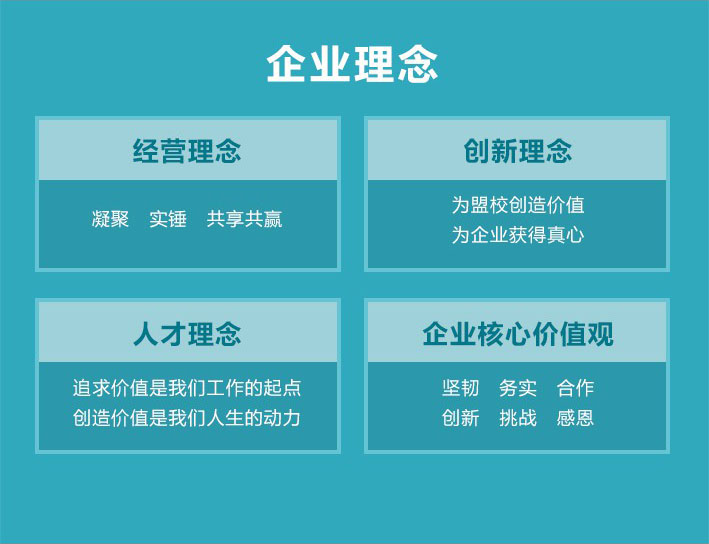 企业理念
经营理念
凝聚 实锤 共享共赢
创新理念
为盟校创造价值
为企业获得真心
人才理念
追求价值是我们工作的起点
创造价值是我们人生的动力
企业核心价值观
坚韧 务实 合作
创新 挑战 感恩